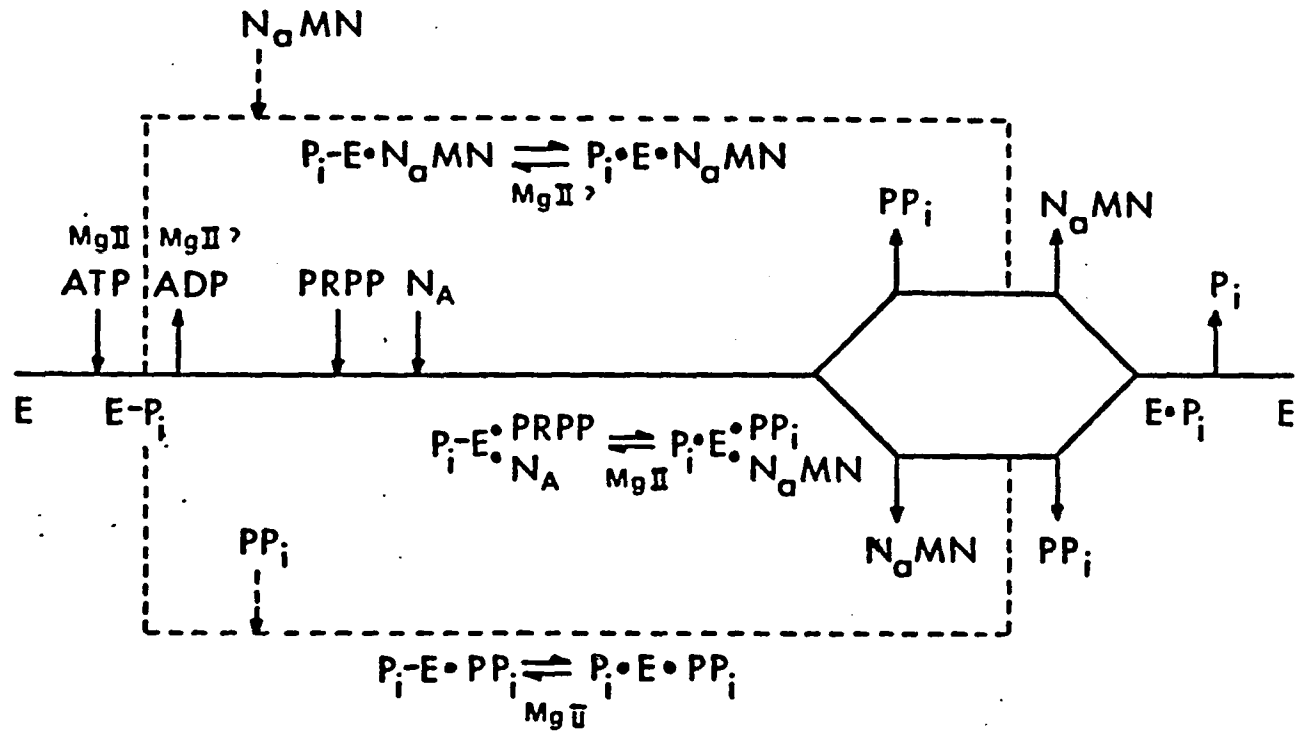 NaMN
Pi-E•NaMN ⇌ Pi•E•NaMN
MgII?
PPi NaMN
MgII MgII?
ATP ADP PRPP NA Pi
E E-Pi E•Pi E
Pi-E•PRPP •NA ⇌ Pi•E•PPi •NaMN
MgII
PPi NaMN PPi
Pi-E•PPi ⇌ Pi•E•PPi
MgII